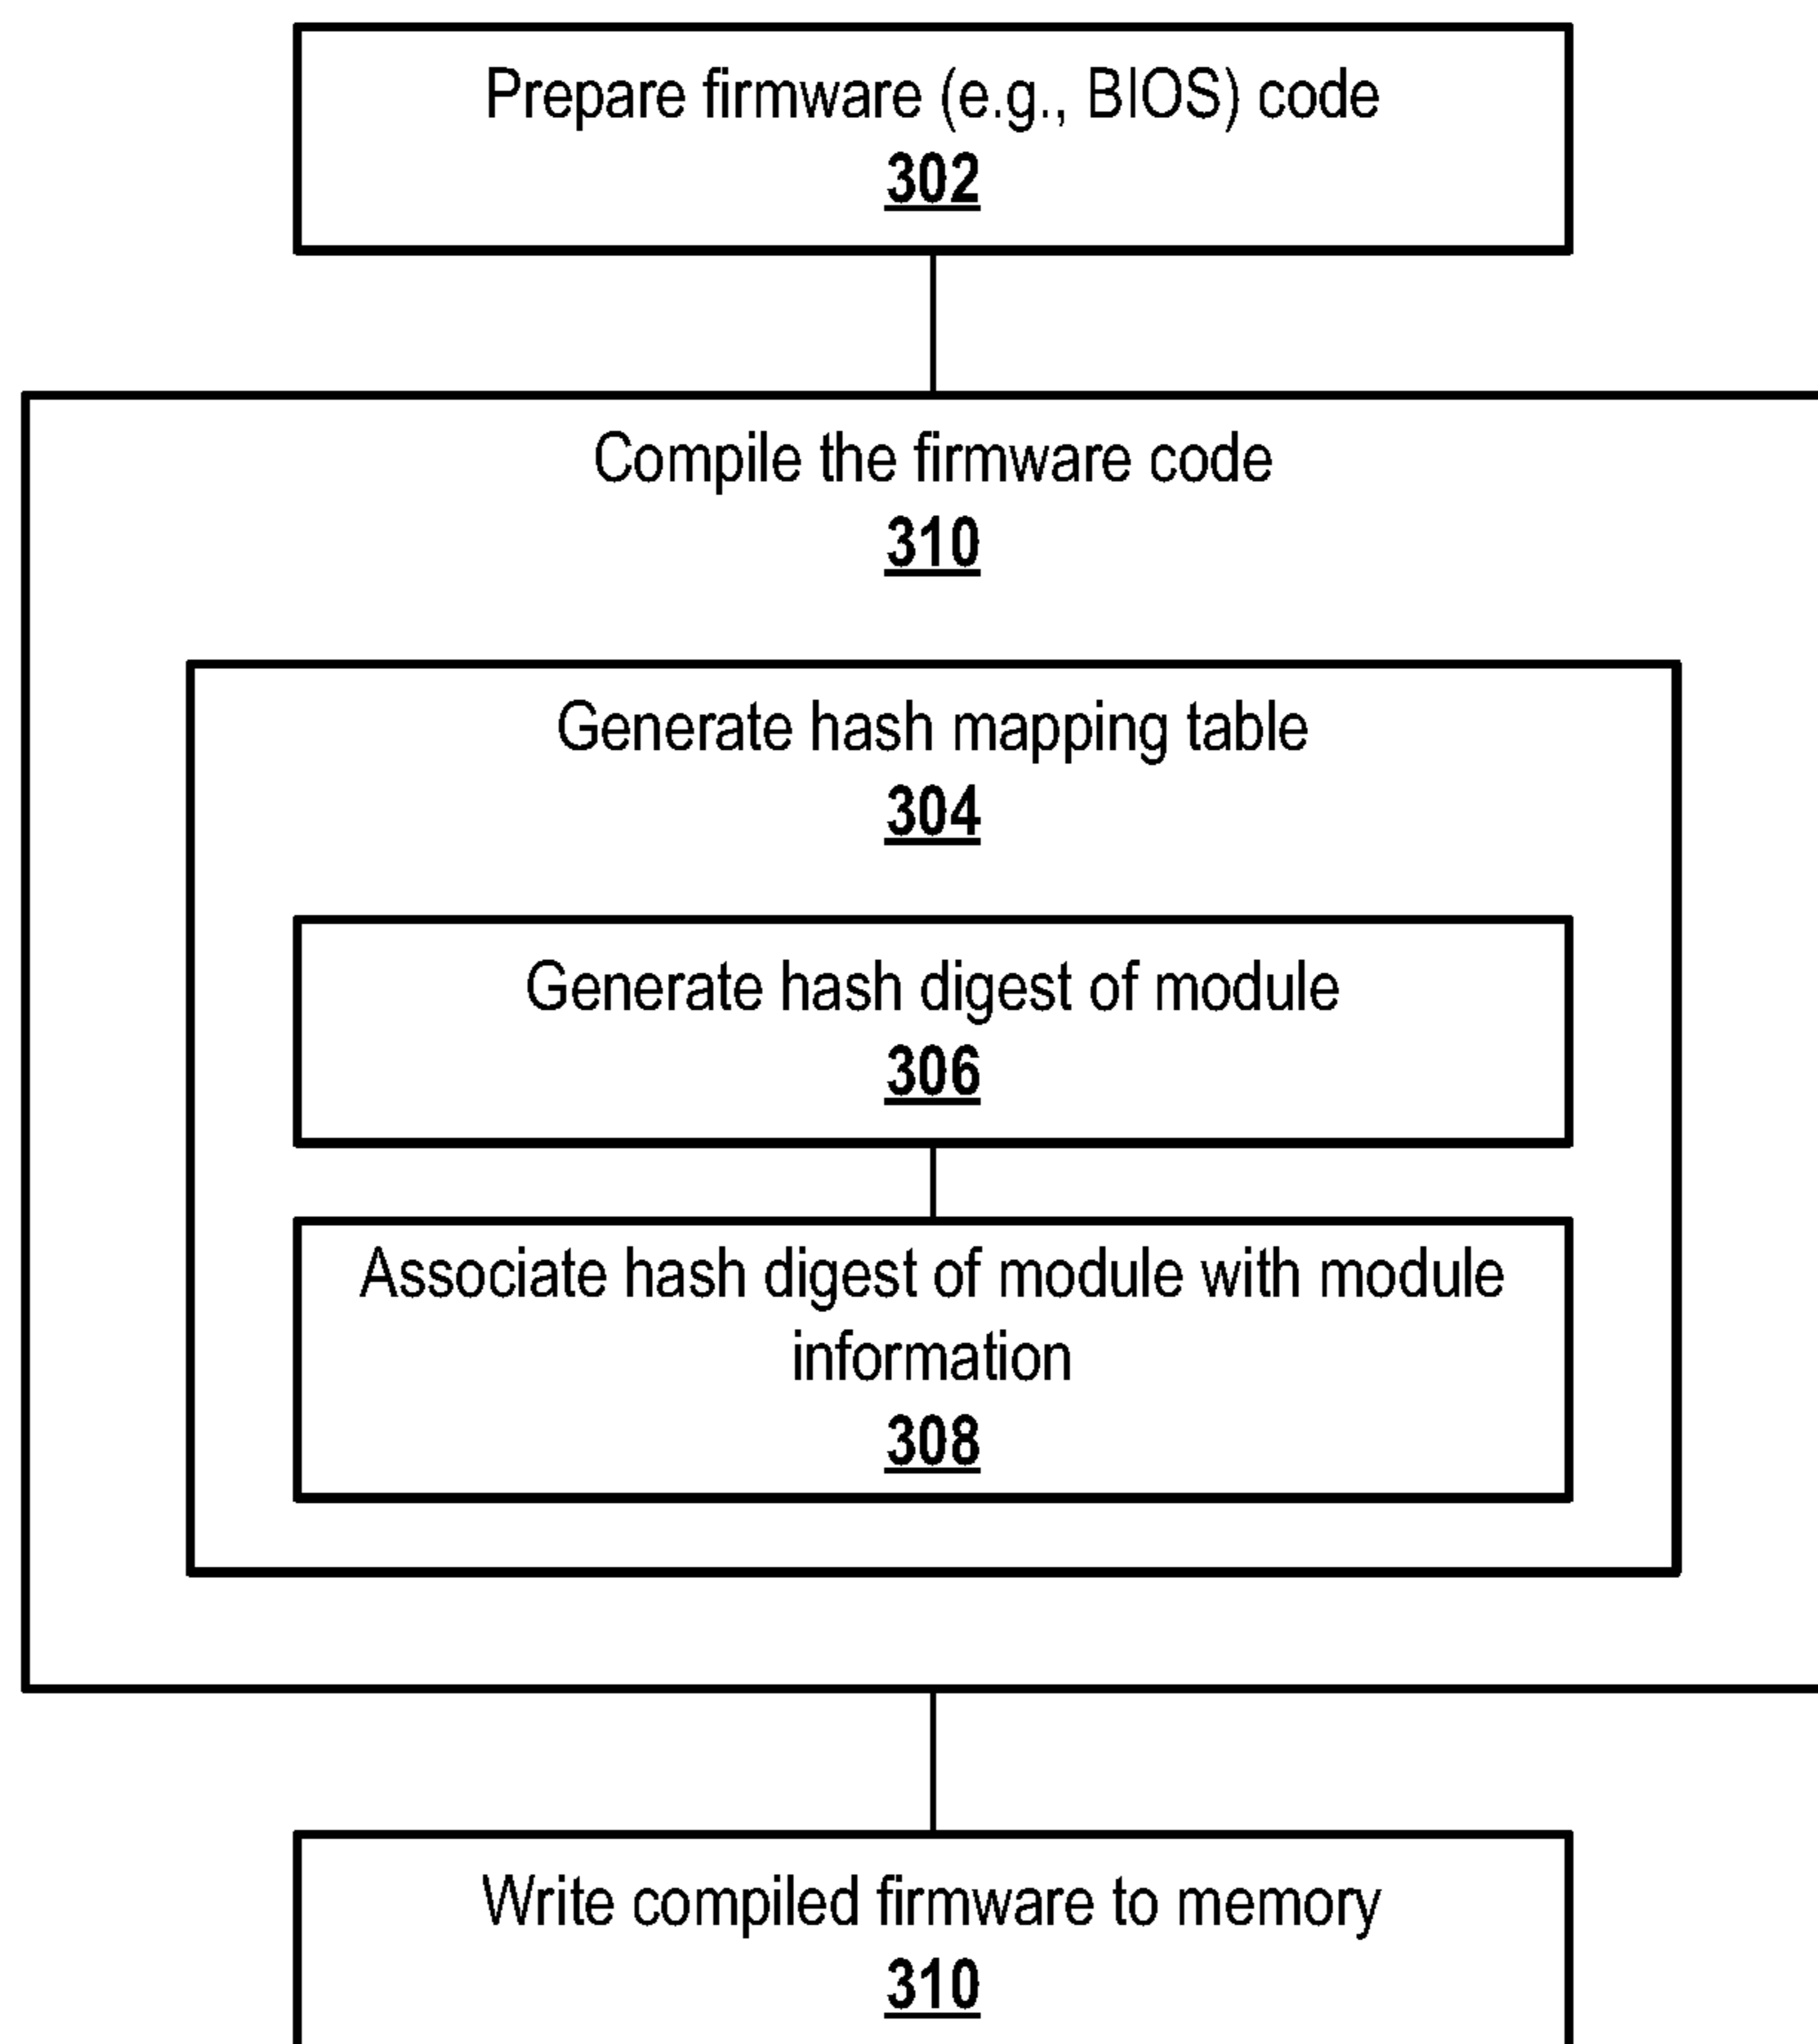 Prepare firmware (e.g., BIOS) code
302
Compile the firmware code
310
Generate hash mapping table
304
Generate hash digest of module
306
Associate hash digest of module with module
information
308
Write compiled firmware to memory
310